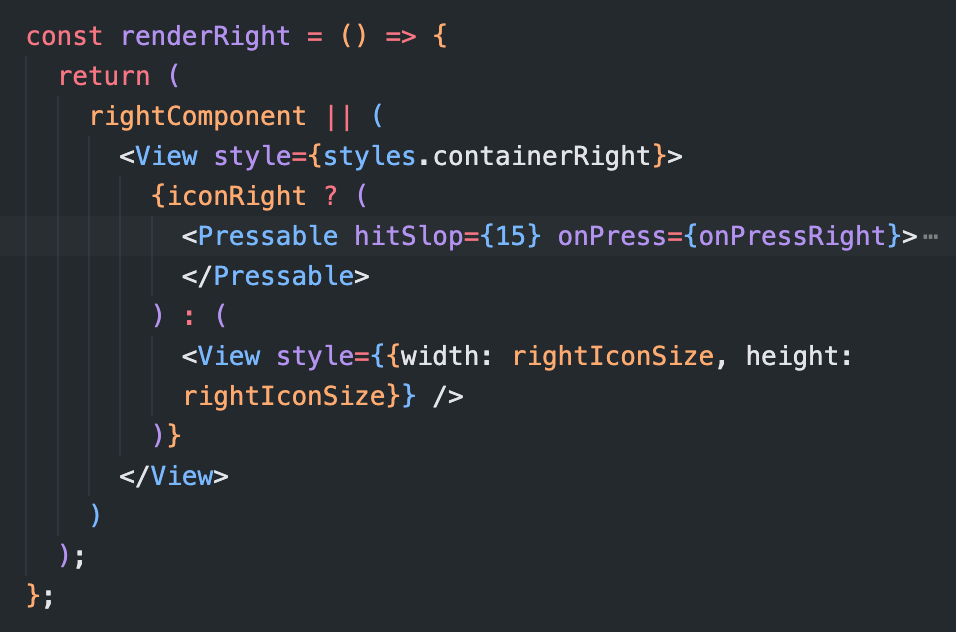 const renderRight = () => {
return (
rightComponent || (
<View style={styles.containerRight}>
{iconRight ? (
<Pressable hitSlop={15} onPress={onPressRight}>⋯
</Pressable>
) : (
<View style={{width: rightIconSize, height:
rightIconSize}} />
)}
</View>
)
);
};